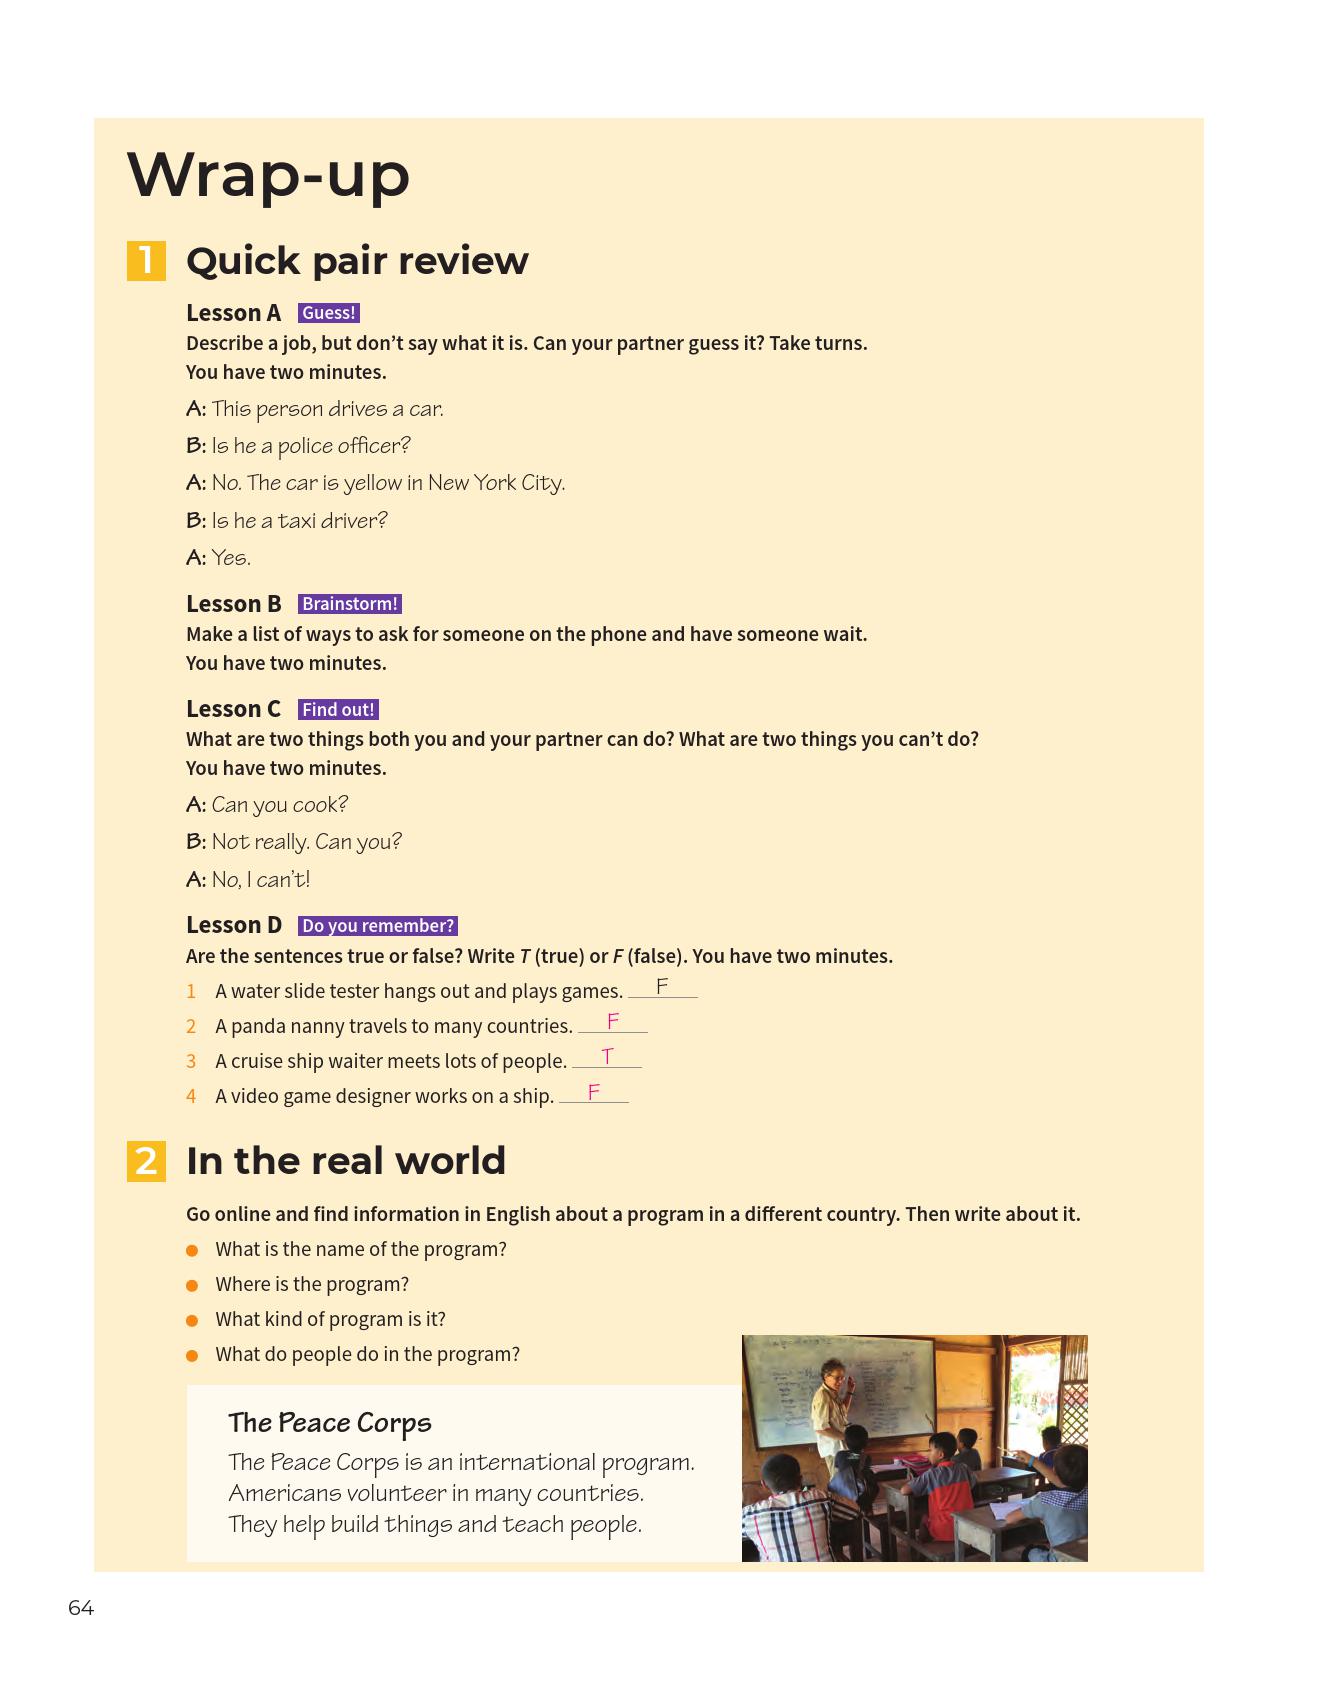 Wrap-up
1 Quick pair review
Lesson A Guess!
Describe a job, but don’t say what it is. Can your partner guess it? Take turns.
You have two minutes.
A: This person drives a car.
B: Is he a police officer?
A: No. The car is yellow in New York City.
B: Is he a taxi driver?
A: Yes.
Lesson B Brainstorm!
Make a list of ways to ask for someone on the phone and have someone wait.
You have two minutes.
Lesson C Find out!
What are two things both you and your partner can do? What are two things you can’t do?
You have two minutes.
A: Can you cook?
B: Not really. Can you?
A: No, I can’t!
Lesson D Do you remember?
Are the sentences true or false? Write T (true) or F (false). You have two minutes.
1 A water slide tester hangs out and plays games. F
2 A panda nanny travels to many countries. F
3 A cruise ship waiter meets lots of people. T
4 A video game designer works on a ship. F
2 In the real world
Go online and find information in English about a program in a different country. Then write about it.
● What is the name of the program?
● Where is the program?
● What kind of program is it?
● What do people do in the program?
The Peace Corps
The Peace Corps is an international program.
Americans volunteer in many countries.
They help build things and teach people.
64